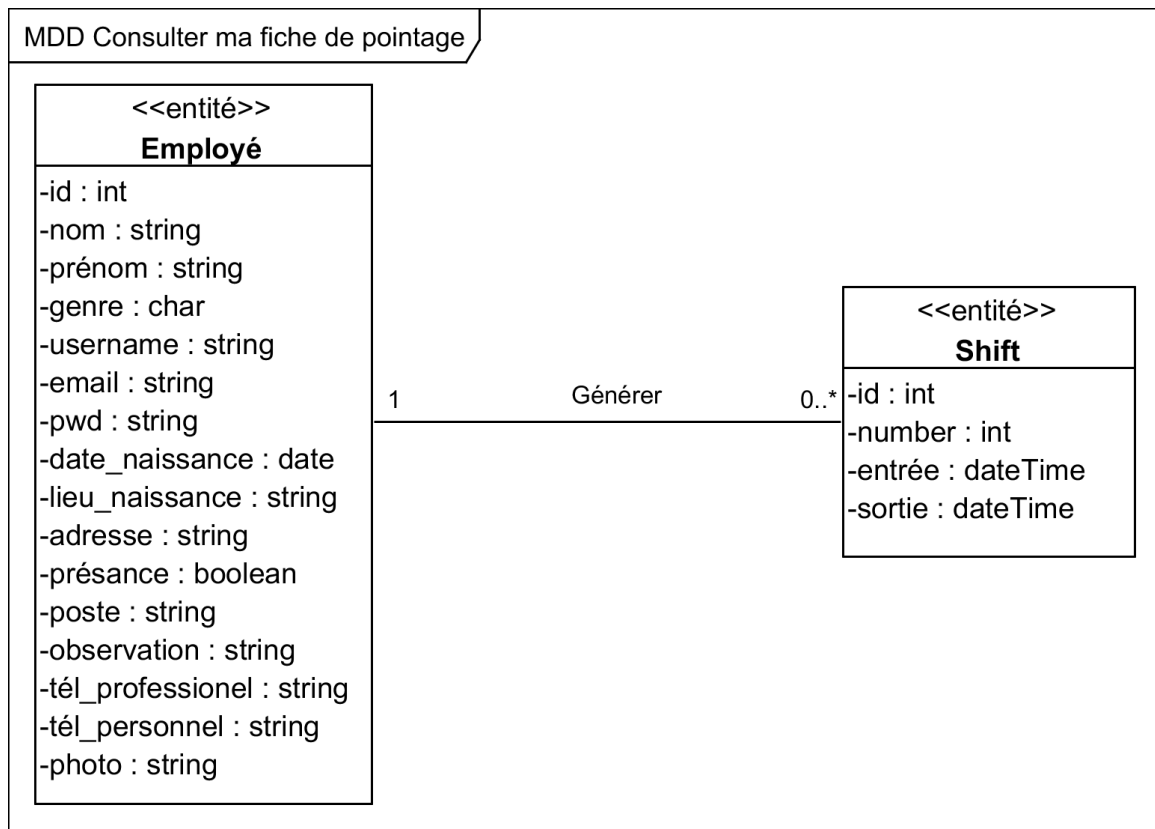 MDD Consulter ma fiche de pointage
<<entité>>
Employé
-id : int
-nom : string
-prénom : string
-genre : char
-username : string
-email : string
-pwd : string
-date_naissance : date
-lieu_naissance : string
-adresse : string
-présance : boolean
-poste : string
-observation : string
-tél_professionel : string
-tél_personnel : string
-photo : string
1 Générer 0..*
<<entité>>
Shift
-id : int
-number : int
-entrée : dateTime
-sortie : dateTime